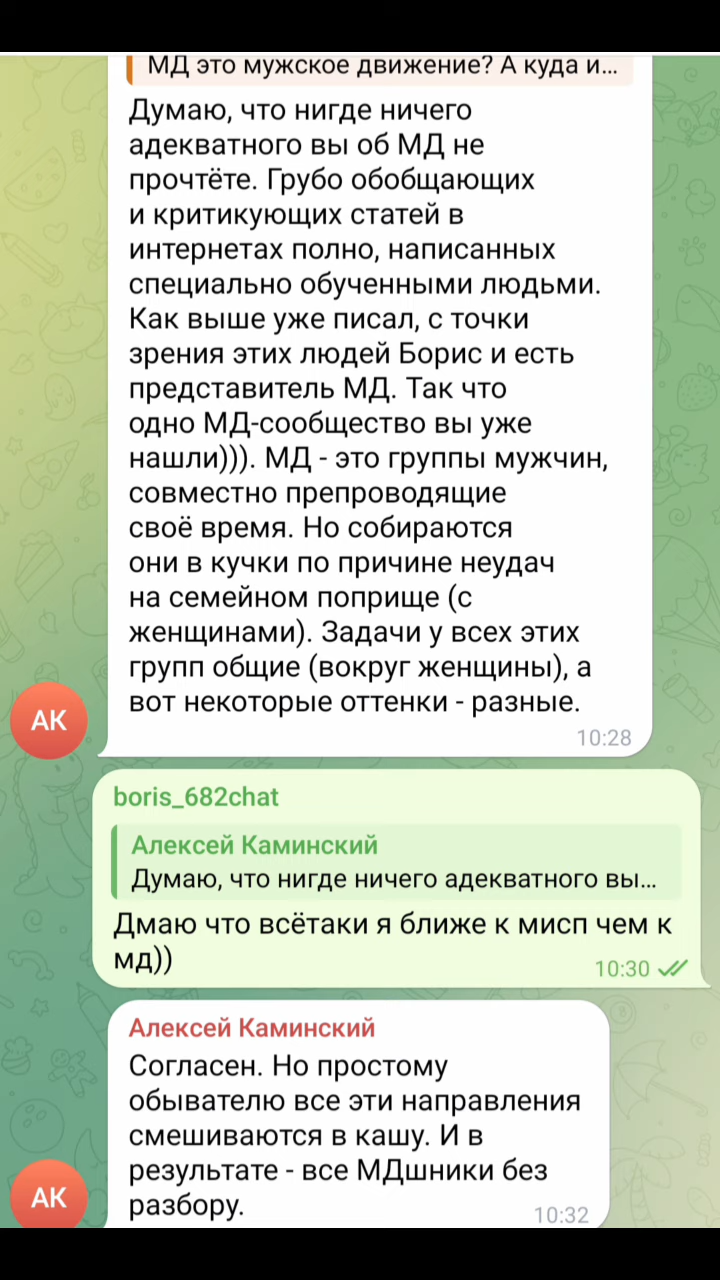 МД это мужское движение? А куда и...
Думаю, что нигде ничего
адекватного вы об МД не
прочтёте. Грубо обобщающих
и критикующих статей в
интернетах полно, написанных
специально обученными людьми.
Как выше уже писал, с точки
зрения этих людей Борис и есть
представитель МД. Так что
одно МД-сообщество вы уже
нашли))). МД - это группы мужчин,
совместно препроводящие
своё время. Но собираются
они в кучки по причине неудач
на семейном поприще (с
женщинами). Задачи у всех этих
групп общие (вокруг женщины), а
вот некоторые оттенки - разные.
АК
10:28
boris_682chat
Алексей Каминский
Думаю, что нигде ничего адекватного вы...
Дмаю что всётаки я ближе к мисп чем к
мд))
10:30
Алексей Каминский
Согласен. Но простому
обывателю все эти направления
смешиваются в кашу. И в
результате - все МДшники без
разбору.
АК
10:32